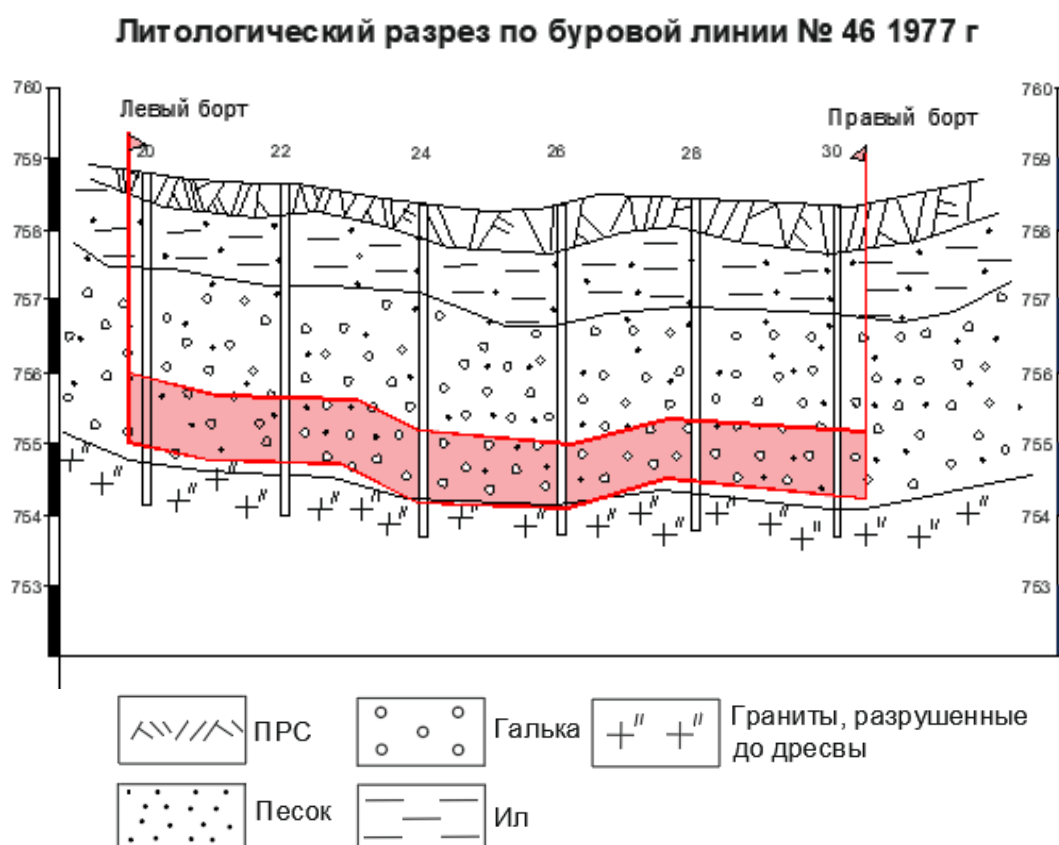 Литологический разрез по буровой линии № 46 1977 г
760 760
Левый борт
Правый борт
20 22 24 26 28 30
759 759
758 758
757 757
756 756
755 755
754 754
753 753
ПРС
Галька
Граниты, разрушенные
до дресвы
Песок
Ил